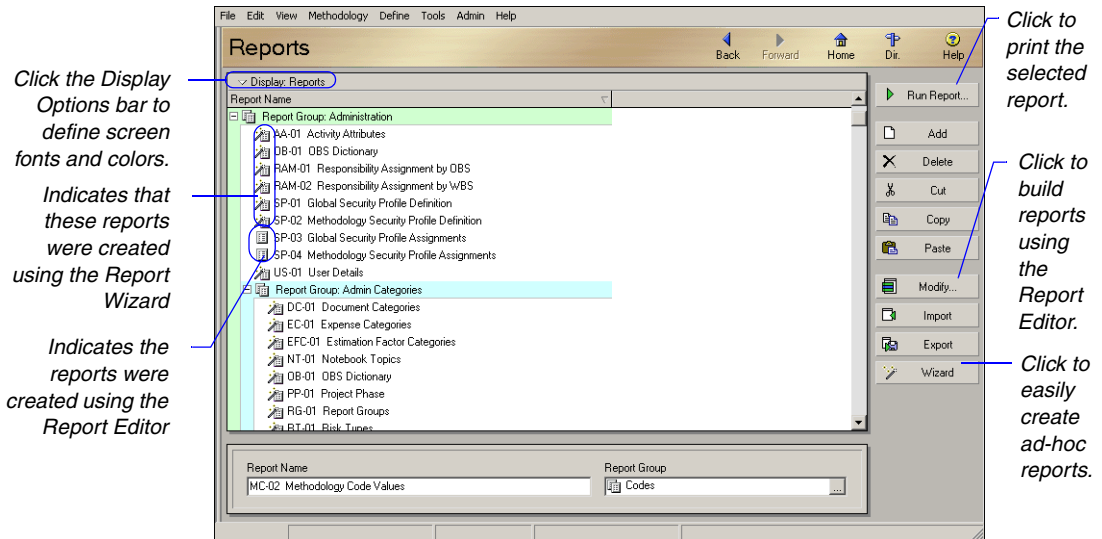 File Edit View Methodology Define Tools Admin Help
Reports
Back Forward Home Dir. Help
Display: Reports
Report Name
Report Group: Administration
AA-01 Activity Attributes
OB-01 OBS Dictionary
RAM-01 Responsibility Assignment by OBS
RAM-02 Responsibility Assignment by WBS
SP-01 Global Security Profile Definition
SP-02 Methodology Security Profile Definition
SP-03 Global Security Profile Assignments
SP-04 Methodology Security Profile Assignments
US-01 User Details
Report Group: Admin Categories
DC-01 Document Categories
EC-01 Expense Categories
EFC-01 Estimation Factor Categories
NT-01 Notebook Topics
OB-01 OBS Dictionary
PP-01 Project Phase
RG-01 Report Groups
RT-01 Risk Types
Report Name
MC-02 Methodology Code Values
Report Group
Codes
...
Run Report...
Add
Delete
Cut
Copy
Paste
Modify...
Import
Export
Wizard
Click the Display
Options bar to
define screen
fonts and colors.
Indicates that
these reports
were created
using the Report
Wizard
Indicates the
reports were
created using the
Report Editor
Click to
print the
selected
report.
Click to
build
reports
using
the
Report
Editor.
Click to
easily
create
ad-hoc
reports.